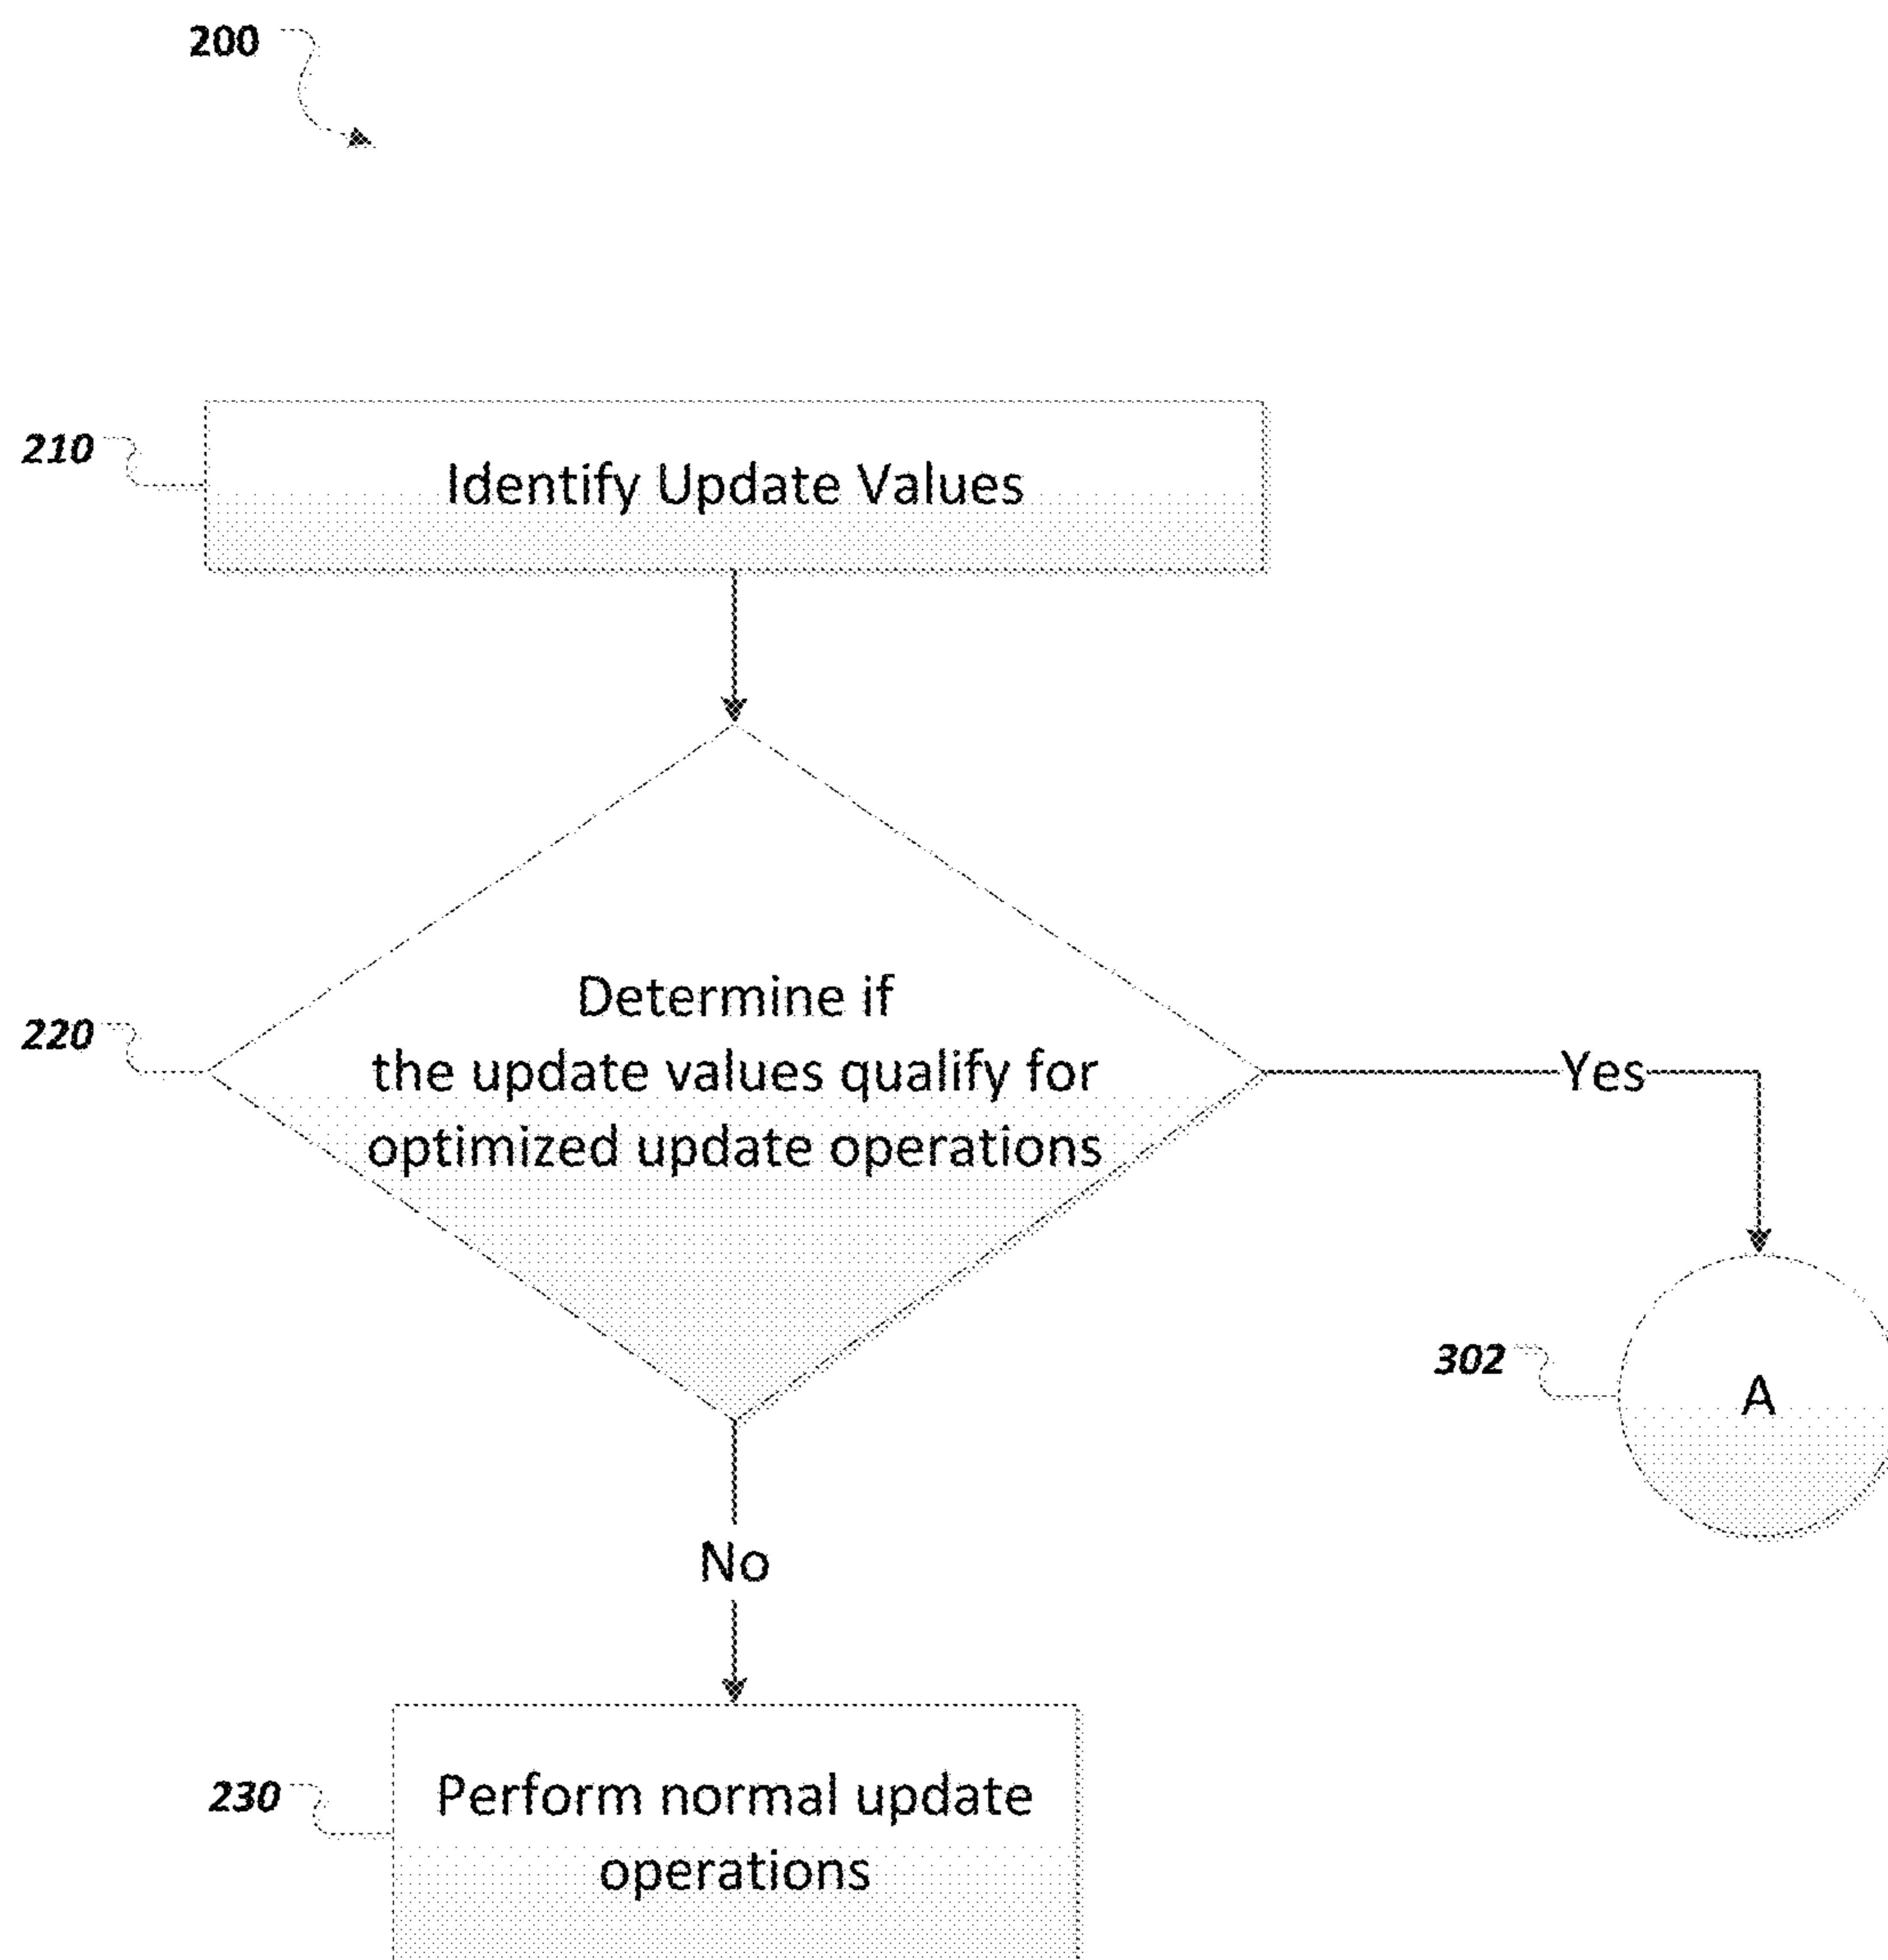 200
210
Identify Update Values
Determine if
220
the update values qualify for
Yes
optimized update operations
302
A
No
230
Perform normal update
operations